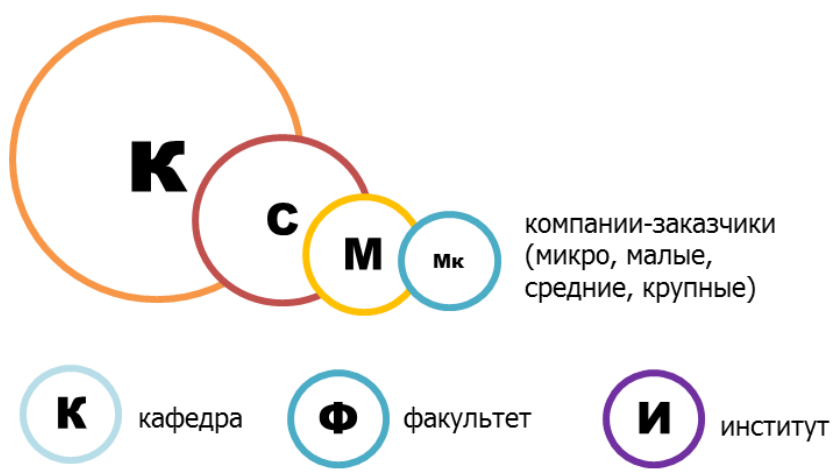 К
С
М
Мк
компании-заказчики
(микро, малые,
средние, крупные)
К
кафедра
Ф
факультет
И
институт